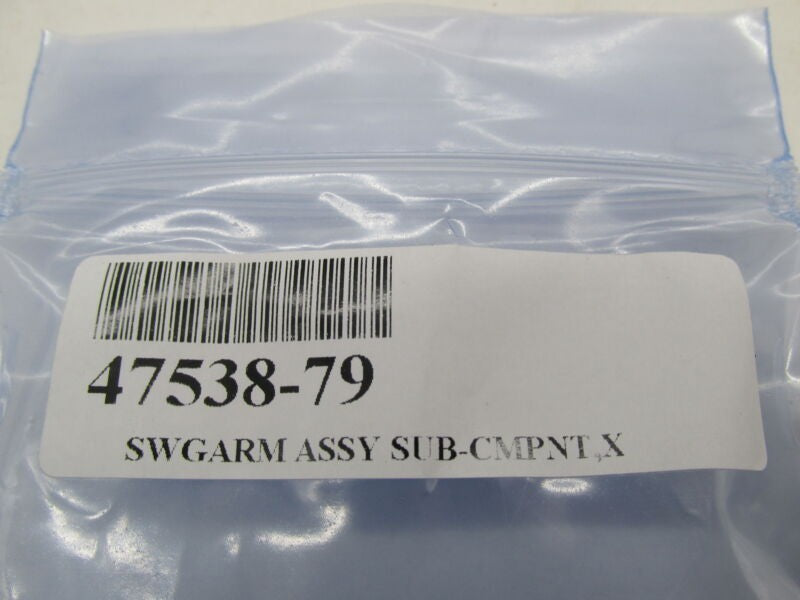 47538-79
SWGARM ASSY SUB-CMPNT,X